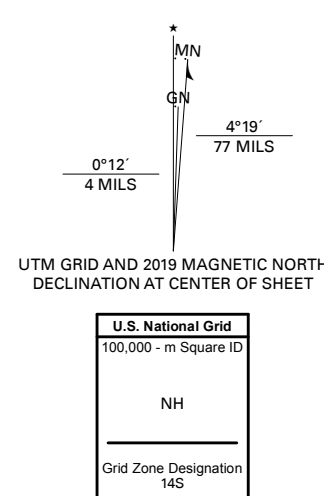 ★
MN
GN
4°19´
77 MILS
0°12´
4 MILS
UTM GRID AND 2019 MAGNETIC NORTH
DECLINATION AT CENTER OF SHEET
U.S. National Grid
100,000 - m Square ID
NH
Grid Zone Designation
14S